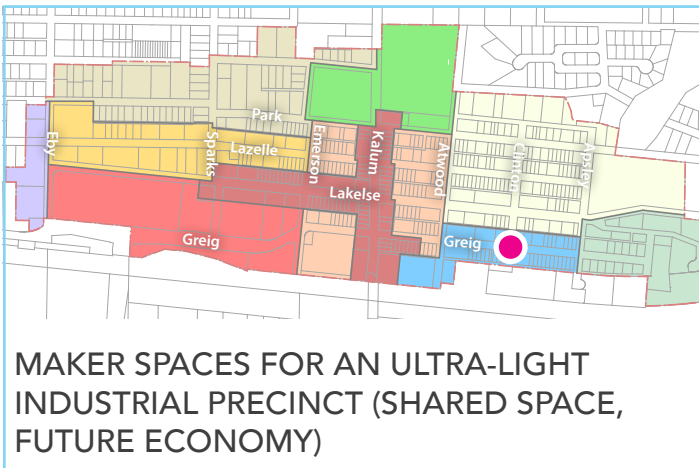 Park
Eby
Sparks
Lazelle
Emerson
Kalum
Atwood
Clinton
Apsley
Lakelse
Greig
Greig
MAKER SPACES FOR AN ULTRA-LIGHT
INDUSTRIAL PRECINCT (SHARED SPACE,
FUTURE ECONOMY)